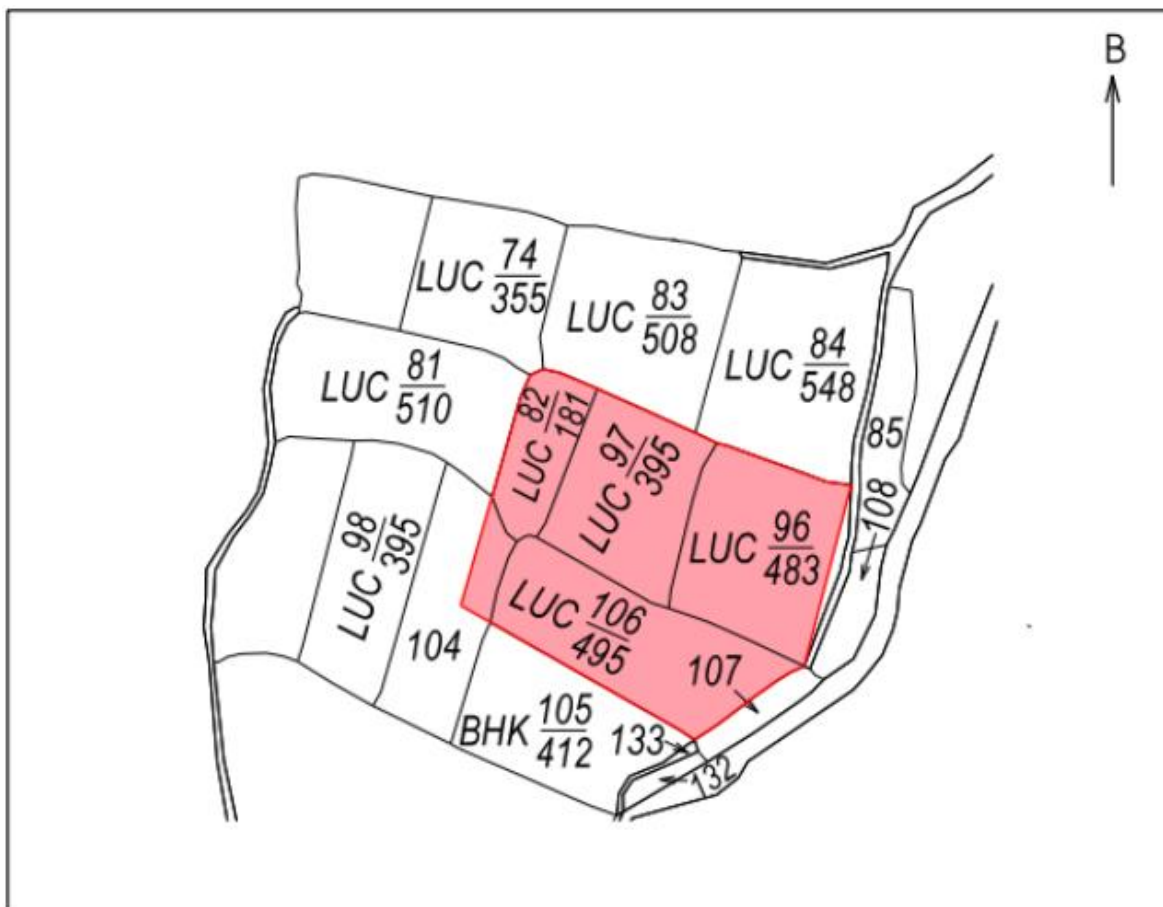 B
LUC 74/355
LUC 83/508
LUC 84/548
LUC 81/510
LUC 82/181
LUC 97/395
85
108
LUC 96/483
LUC 98/395
LUC 106/495
104
107
BHK 105/412
133
132